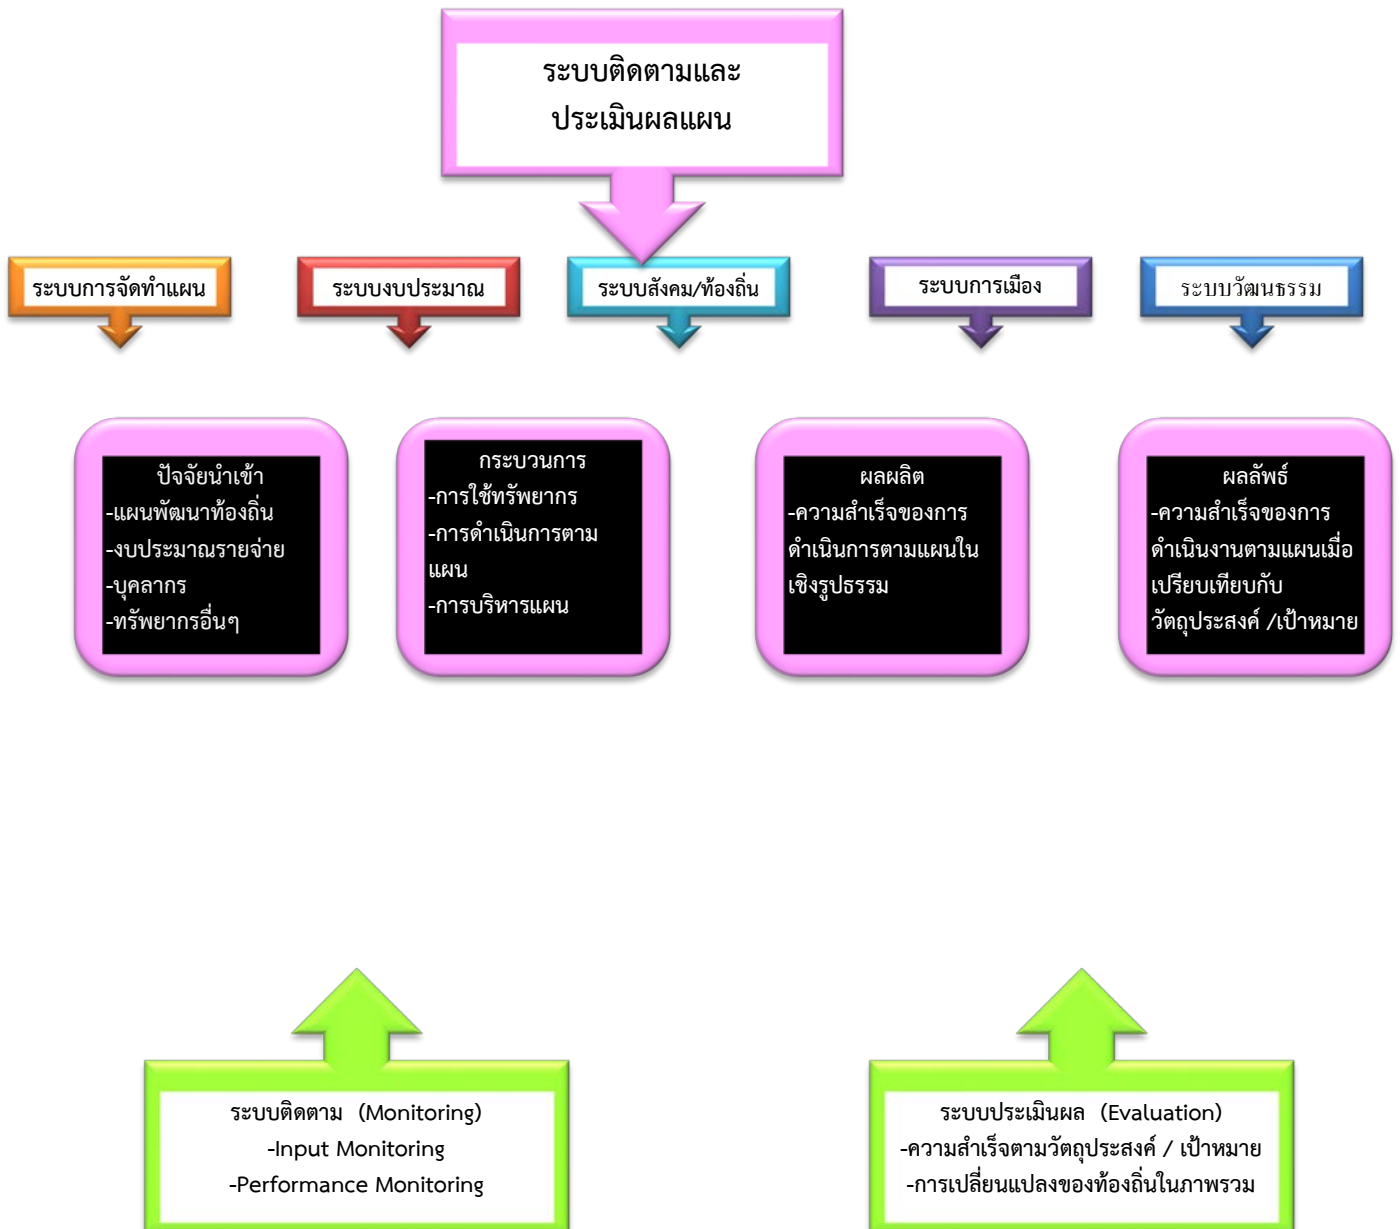 ระบบติดตามและ
ประเมินผลแผน
ระบบการจัดทำแผน
ระบบงบประมาณ
ระบบสังคม/ท้องถิ่น
ระบบการเมือง
ระบบวัฒนธรรม
ปัจจัยนำเข้า
-แผนพัฒนาท้องถิ่น
-งบประมาณรายจ่าย
-บุคลากร
-ทรัพยากรอื่นๆ
กระบวนการ
-การใช้ทรัพยากร
-การดำเนินการตาม
แผน
-การบริหารแผน
ผลผลิต
-ความสำเร็จของการ
ดำเนินการตามแผนใน
เชิงรูปธรรม
ผลลัพธ์
-ความสำเร็จของการ
ดำเนินงานตามแผนเมื่อ
เปรียบเทียบกับ
วัตถุประสงค์ /เป้าหมาย
ระบบติดตาม (Monitoring)
-Input Monitoring
-Performance Monitoring
ระบบประเมินผล (Evaluation)
-ความสำเร็จตามวัตถุประสงค์ / เป้าหมาย
-การเปลี่ยนแปลงของท้องถิ่นในภาพรวม